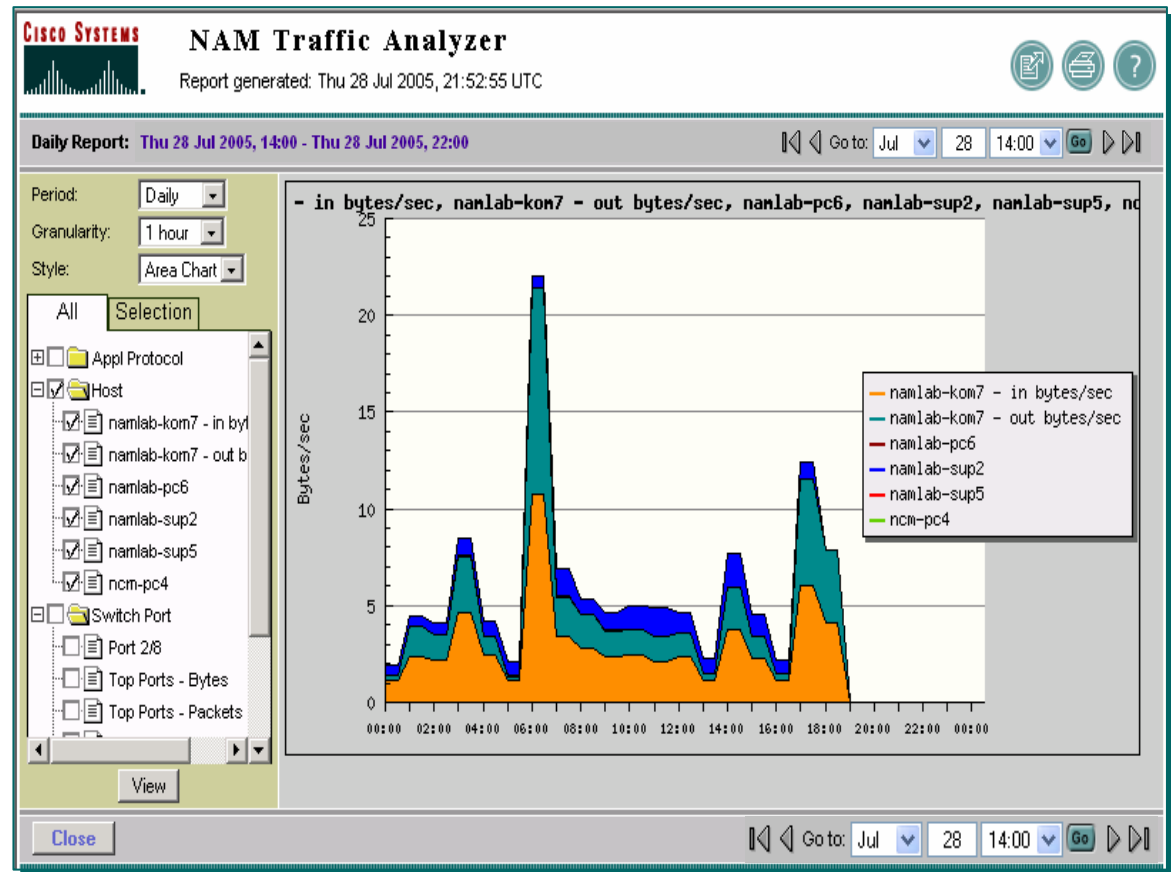 CISCO SYSTEMS
NAM Traffic Analyzer
Report generated: Thu 28 Jul 2005, 21:52:55 UTC
?
Daily Report: Thu 28 Jul 2005, 14:00 - Thu 28 Jul 2005, 22:00
Go to: Jul 28 14:00 Go
Period: Daily
Granularity: 1 hour
Style: Area Chart
All Selection
Appl Protocol
Host
namlab-kom7 - in byt
namlab-kom7 - out b
namlab-pc6
namlab-sup2
namlab-sup5
ncm-pc4
Switch Port
Port 2/8
Top Ports - Bytes
Top Ports - Packets
View
- in bytes/sec, namlab-kom7 - out bytes/sec, namlab-pc6, namlab-sup2, namlab-sup5, nc
25
20
15
10
5
0
Bytes/sec
00:00 02:00 04:00 06:00 08:00 10:00 12:00 14:00 16:00 18:00 20:00 22:00 00:00
namlab-kom7 - in bytes/sec
namlab-kom7 - out bytes/sec
namlab-pc6
namlab-sup2
namlab-sup5
ncm-pc4
Close
Go to: Jul 28 14:00 Go